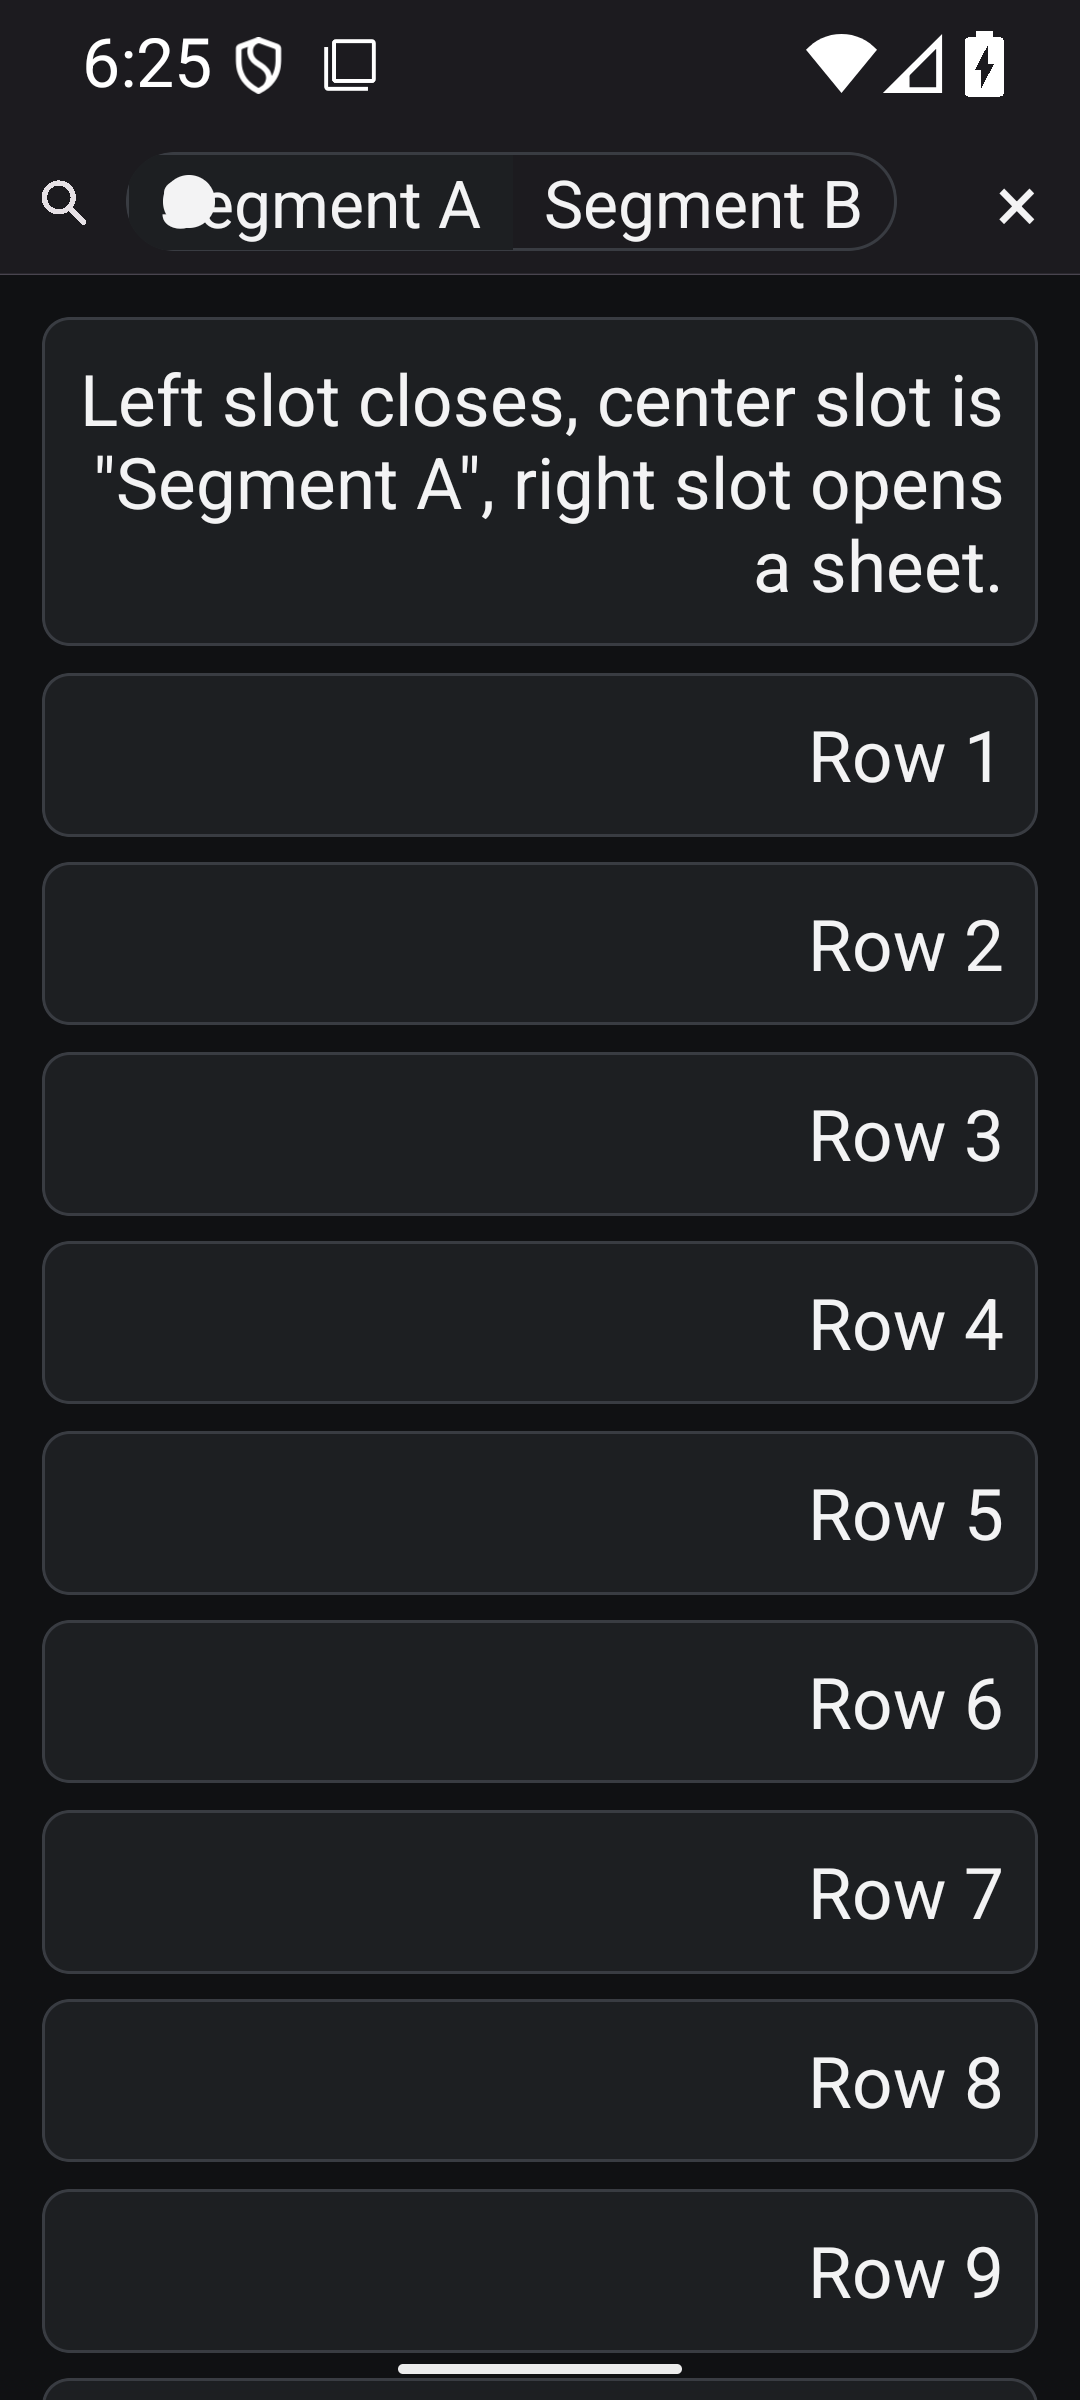 6:25
Segment A Segment B
Left slot closes, center slot is
"Segment A", right slot opens
a sheet.
Row 1
Row 2
Row 3
Row 4
Row 5
Row 6
Row 7
Row 8
Row 9